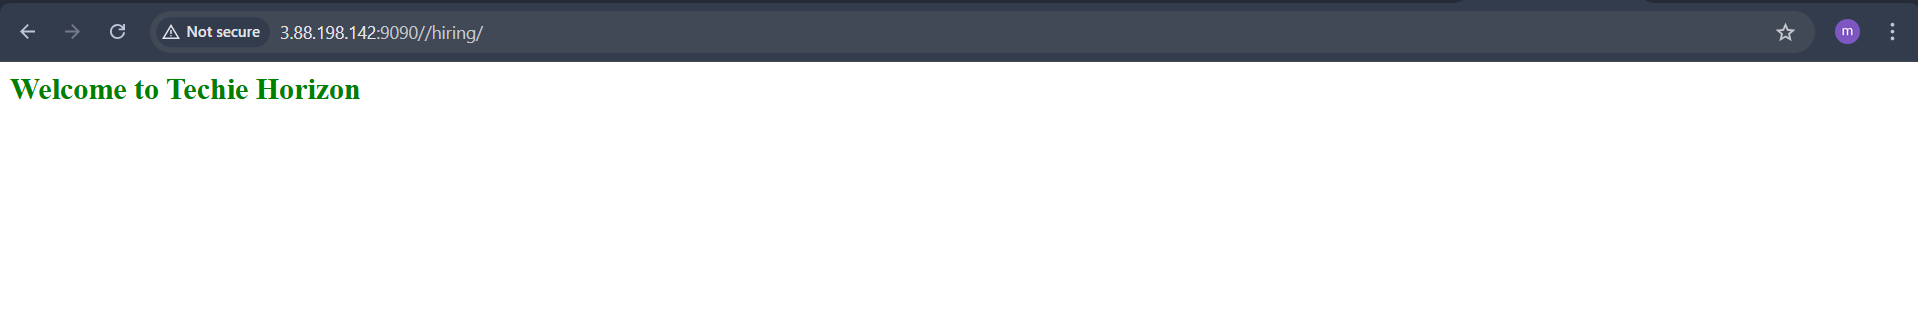 Not secure 3.88.198.142:9090//hiring/ m
Welcome to Techie Horizon